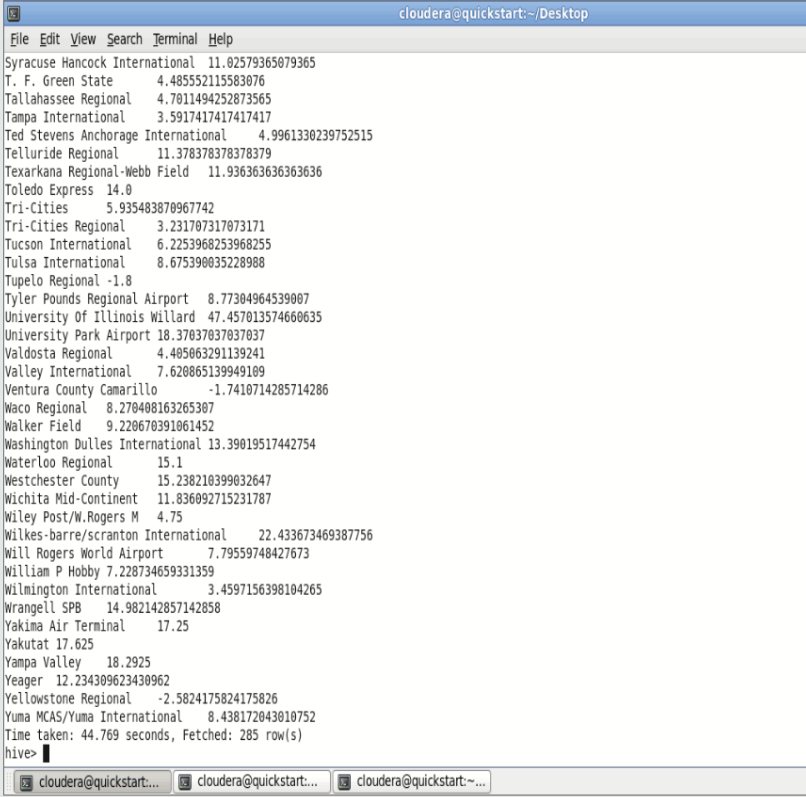 cloudera@quickstart:~/Desktop
File Edit View Search Terminal Help
Syracuse Hancock International 11.02579365079365
T. F. Green State 4.485552115583076
Tallahassee Regional 4.7011494252873565
Tampa International 3.5917417417417417
Ted Stevens Anchorage International 4.9961330239752515
Telluride Regional 11.378378378378379
Texarkana Regional-Webb Field 11.936363636363636
Toledo Express 14.0
Tri-Cities 5.935483870967742
Tri-Cities Regional 3.231707317073171
Tucson International 6.2253968253968255
Tulsa International 8.675390035228988
Tupelo Regional -1.8
Tyler Pounds Regional Airport 8.77304964539007
University Of Illinois Willard 47.457013574660635
University Park Airport 18.37037037037037
Valdosta Regional 4.405063291139241
Valley International 7.620865139949109
Ventura County Camarillo -1.7410714285714286
Waco Regional 8.270408163265307
Walker Field 9.220670391061452
Washington Dulles International 13.39019517442754
Waterloo Regional 15.1
Westchester County 15.238210399032647
Wichita Mid-Continent 11.836092715231787
Wiley Post/W.Rogers M 4.75
Wilkes-barre/scranton International 22.433673469387756
Will Rogers World Airport 7.79559748427673
William P Hobby 7.228734659331359
Wilmington International 3.4597156398104265
Wrangell SPB 14.982142857142858
Yakima Air Terminal 17.25
Yakutat 17.625
Yampa Valley 18.2925
Yeager 12.234309623430962
Yellowstone Regional -2.5824175824175826
Yuma MCAS/Yuma International 8.438172043010752
Time taken: 44.769 seconds, Fetched: 285 row(s)
hive>
cloudera@quickstart:... cloudera@quickstart:... cloudera@quickstart:~...